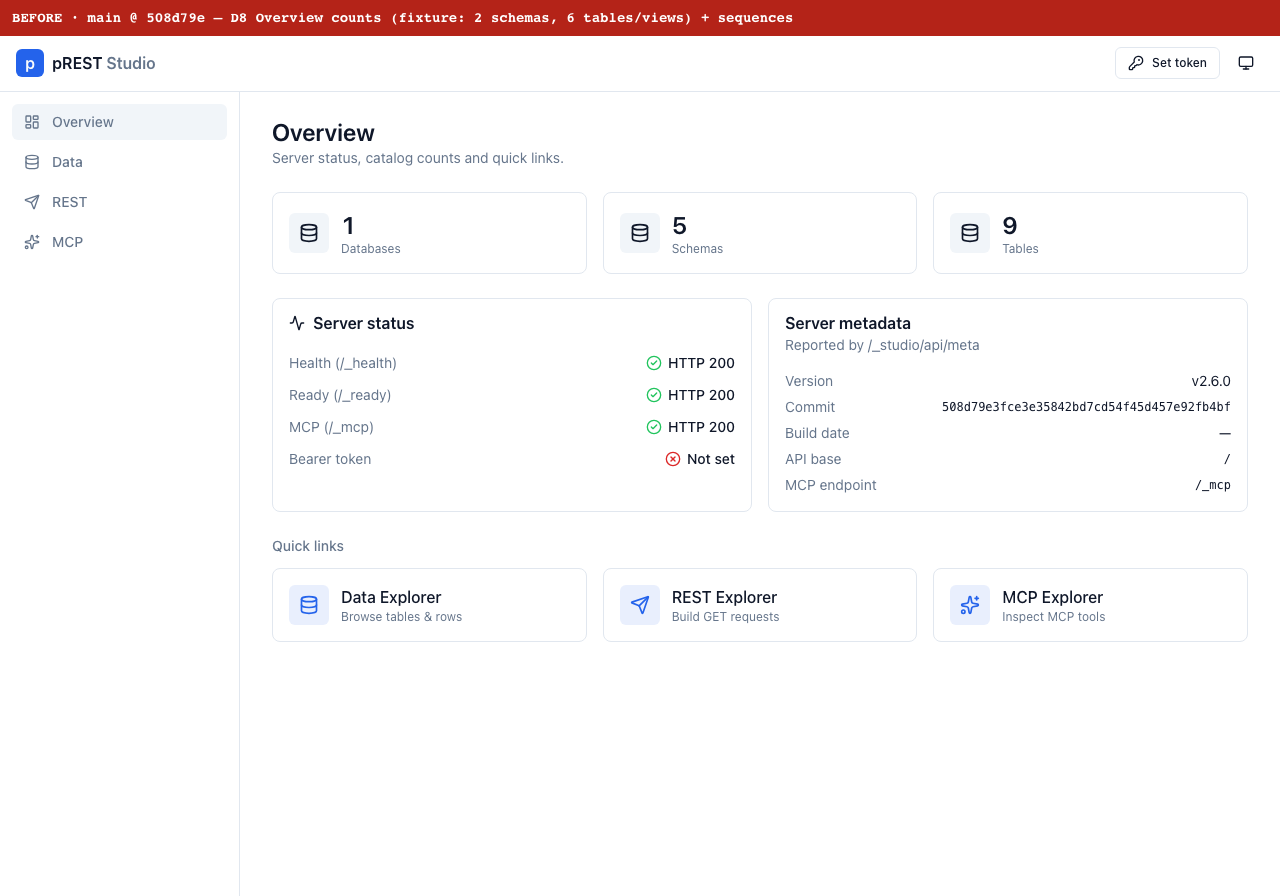 BEFORE · main @ 508d79e — D8 Overview counts (fixture: 2 schemas, 6 tables/views) + sequences
p pREST Studio
Set token
Overview
Data
REST
MCP
Overview
Server status, catalog counts and quick links.
1
Databases
5
Schemas
9
Tables
Server status
Health (/_health) HTTP 200
Ready (/_ready) HTTP 200
MCP (/_mcp) HTTP 200
Bearer token Not set
Server metadata
Reported by /_studio/api/meta
Version v2.6.0
Commit 508d79e3fce3e35842bd7cd54f45d457e92fb4bf
Build date —
API base /
MCP endpoint /_mcp
Quick links
Data Explorer
Browse tables & rows
REST Explorer
Build GET requests
MCP Explorer
Inspect MCP tools